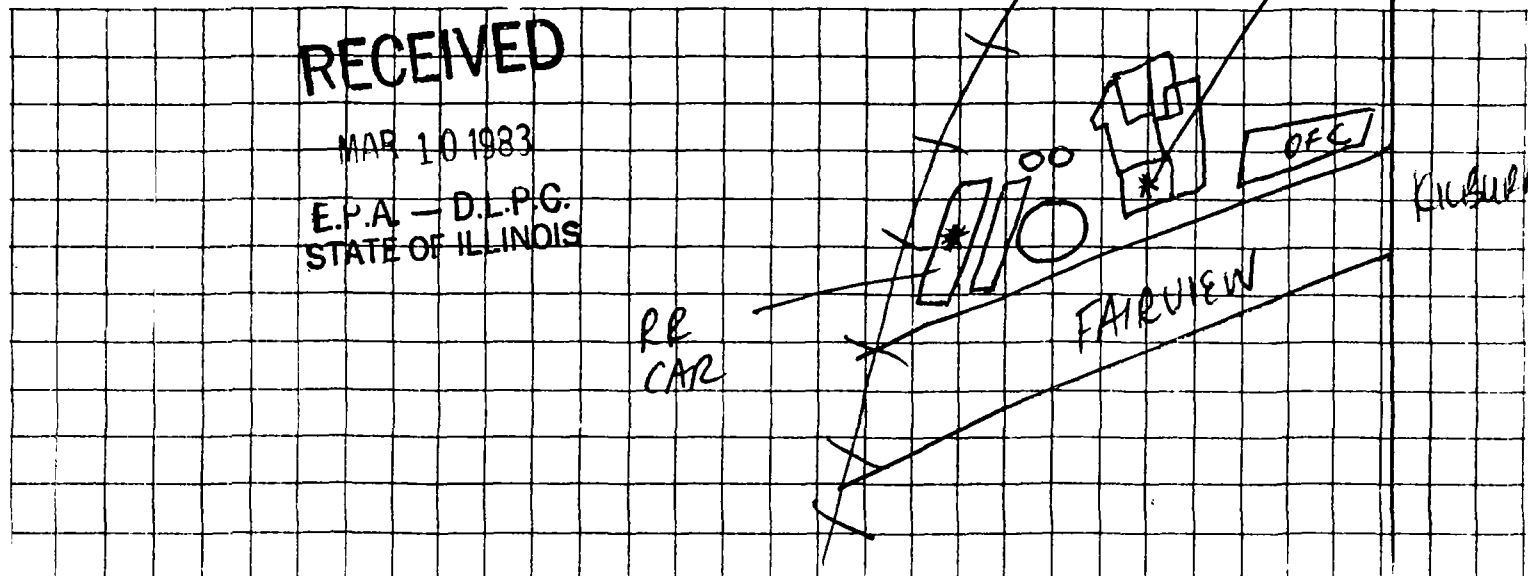 RECEIVED
MAR 10 1983
E.P.A. — D.L.P.C.
STATE OF ILLINOIS
OFC
FAIRVIEW
RR
CAR